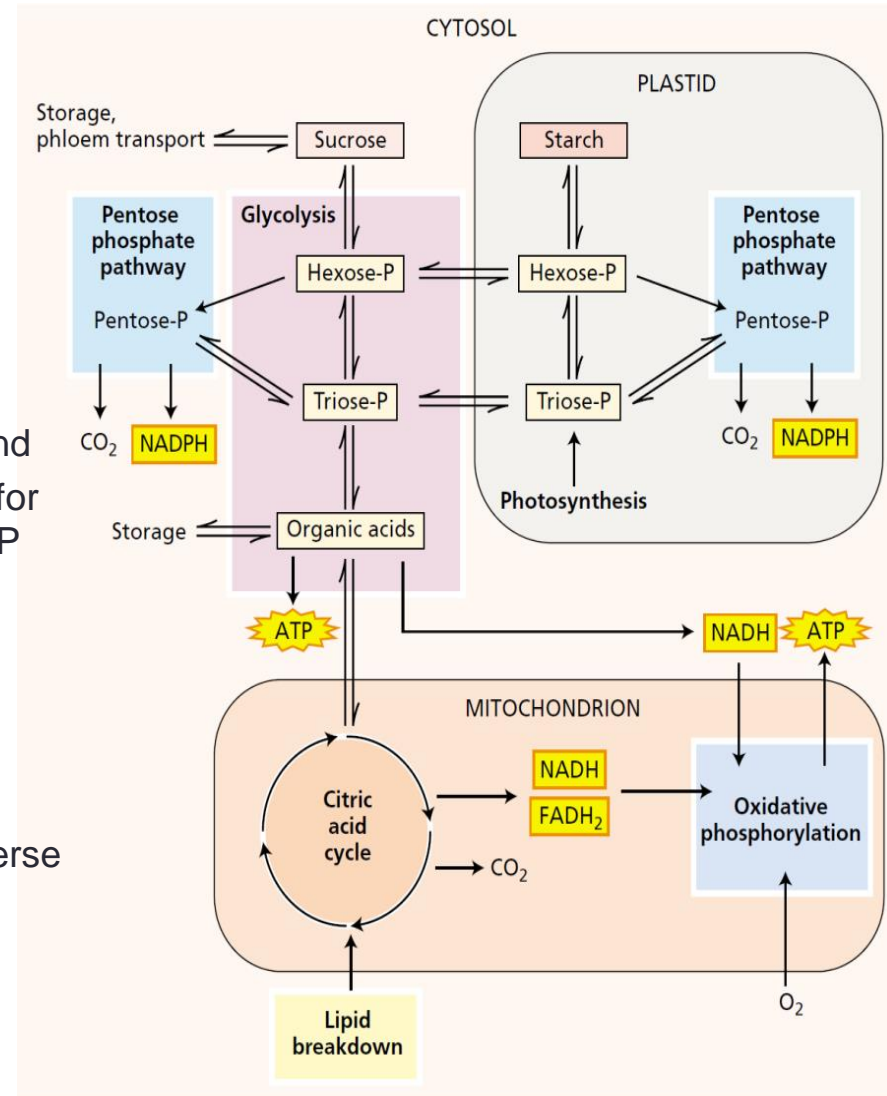 CYTOSOL
PLASTID
Storage,
phloem transport
Sucrose
Starch
Pentose
phosphate
pathway
Glycolysis
Pentose
phosphate
pathway
Hexose-P
Hexose-P
Pentose-P
Pentose-P
Triose-P
Triose-P
CO₂
NADPH
CO₂
NADPH
for
P
Photosynthesis
Storage
Organic acids
ATP
NADH
ATP
MITOCHONDRION
Citric
acid
cycle
NADH
FADH₂
CO₂
Oxidative
phosphorylation
Lipid
breakdown
O₂